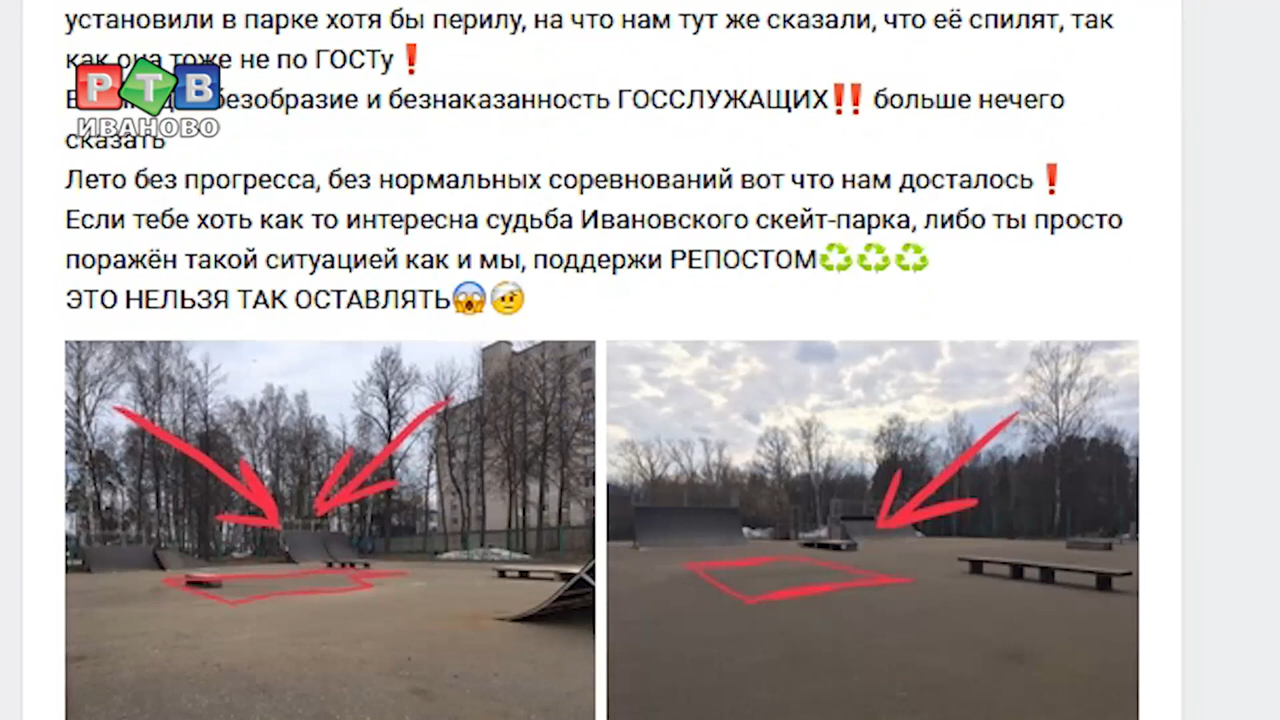 установили в парке хотя бы перилу, на что нам тут же сказали, что её спилят, так
как она тоже не по ГОСТу❗
безобразие и безнаказанность ГОССЛУЖАЩИХ‼️ больше нечего
сказать
Лето без прогресса, без нормальных соревнований вот что нам досталось❗
Если тебе хоть как то интересна судьба Ивановского скейт-парка, либо ты просто
поражён такой ситуацией как и мы, поддержи РЕПОСТОМ♻️♻️♻️
ЭТО НЕЛЬЗЯ ТАК ОСТАВЛЯТЬ😱🤕
РТВ
ИВАНОВО